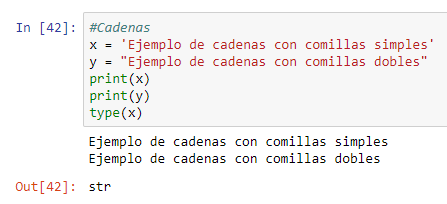 In [42]: #Cadenas
x = 'Ejemplo de cadenas con comillas simples'
y = "Ejemplo de cadenas con comillas dobles"
print(x)
print(y)
type(x)
Ejemplo de cadenas con comillas simples
Ejemplo de cadenas con comillas dobles
Out[42]: str